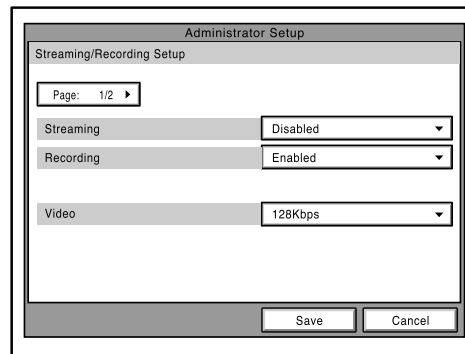 Administrator Setup
Streaming/Recording Setup
Page: 1/2
Streaming Disabled
Recording Enabled
Video 128Kbps
Save Cancel